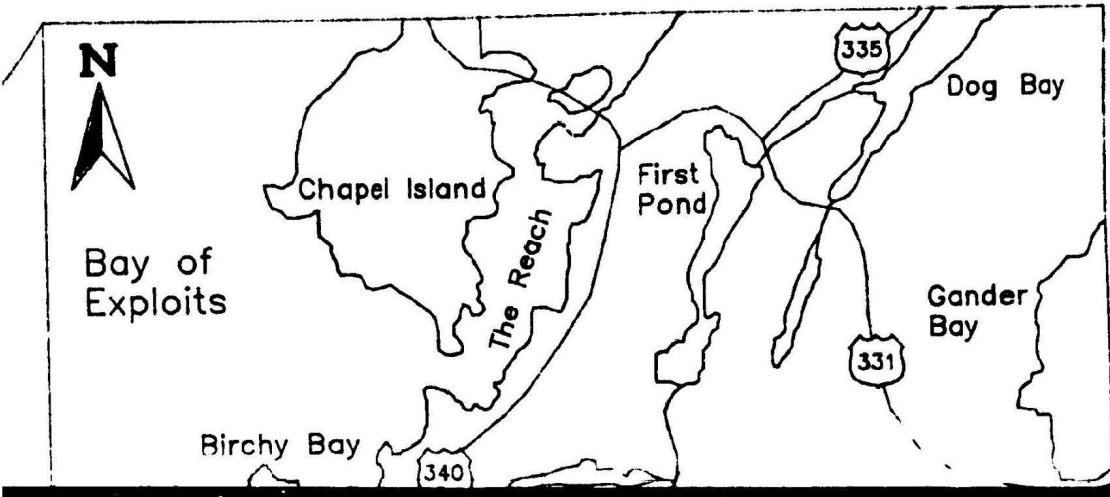 N
335
Dog Bay
Chapel Island
First
Pond
The Reach
Bay of
Exploits
Gander
Bay
331
Birchy Bay
340